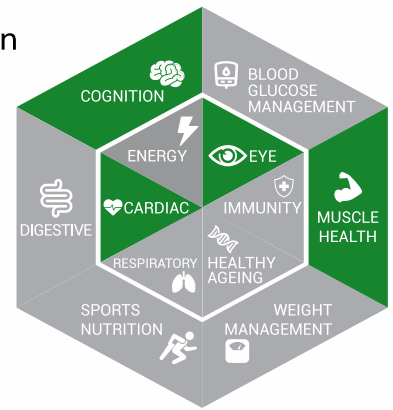 n
COGNITION
BLOOD
GLUCOSE
MANAGEMENT
ENERGY
EYE
DIGESTIVE
CARDIAC
IMMUNITY
MUSCLE
HEALTH
RESPIRATORY
HEALTHY
AGEING
SPORTS
NUTRITION
WEIGHT
MANAGEMENT